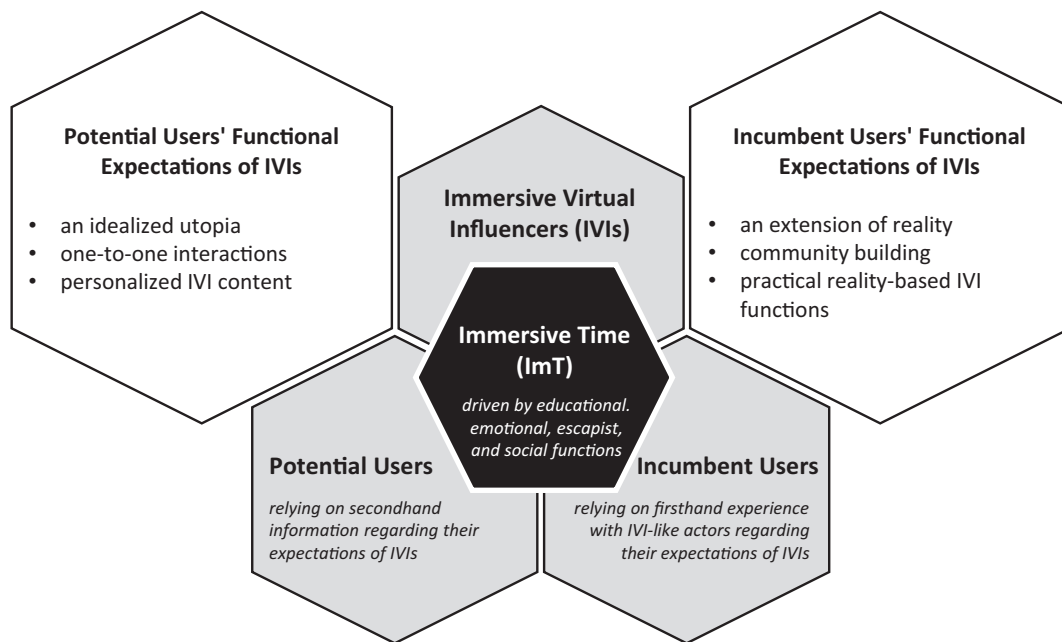 Potential Users' Functional
Expectations of IVIs
• an idealized utopia
• one-to-one interactions
• personalized IVI content
Immersive Virtual
Influencers (IVIs)
Incumbent Users' Functional
Expectations of IVIs
• an extension of reality
• community building
• practical reality-based IVI
functions
Immersive Time
(ImT)
driven by educational.
emotional, escapist,
and social functions
Potential Users
relying on secondhand
information regarding their
expectations of IVIs
Incumbent Users
relying on firsthand experience
with IVI-like actors regarding
their expectations of IVIs